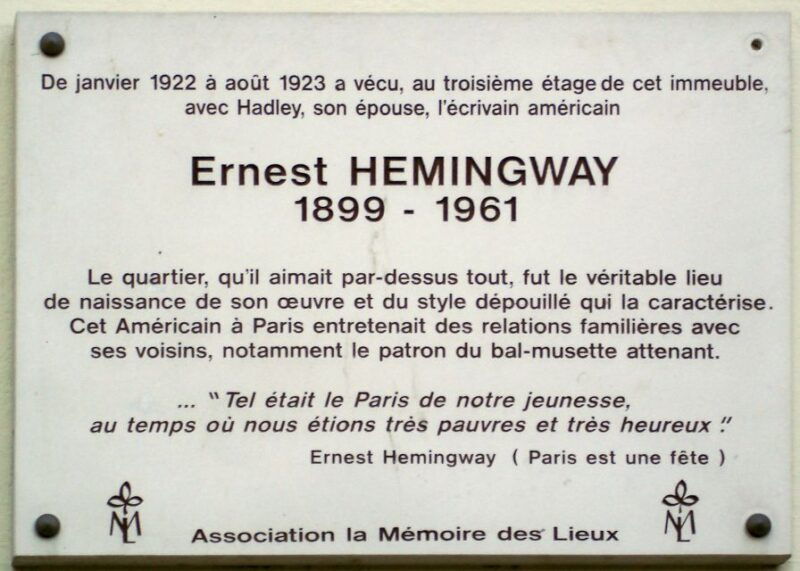 De janvier 1922 à août 1923 a vécu, au troisième étage de cet immeuble,
avec Hadley, son épouse, l'écrivain américain
Ernest HEMINGWAY
1899 - 1961
Le quartier, qu'il aimait par-dessus tout, fut le véritable lieu
de naissance de son œuvre et du style dépouillé qui la caractérise.
Cet Américain à Paris entretenait des relations familières avec
ses voisins, notamment le patron du bal-musette attenant.
... "Tel était le Paris de notre jeunesse,
au temps où nous étions très pauvres et très heureux."
Ernest Hemingway ( Paris est une fête )
Association la Mémoire des Lieux